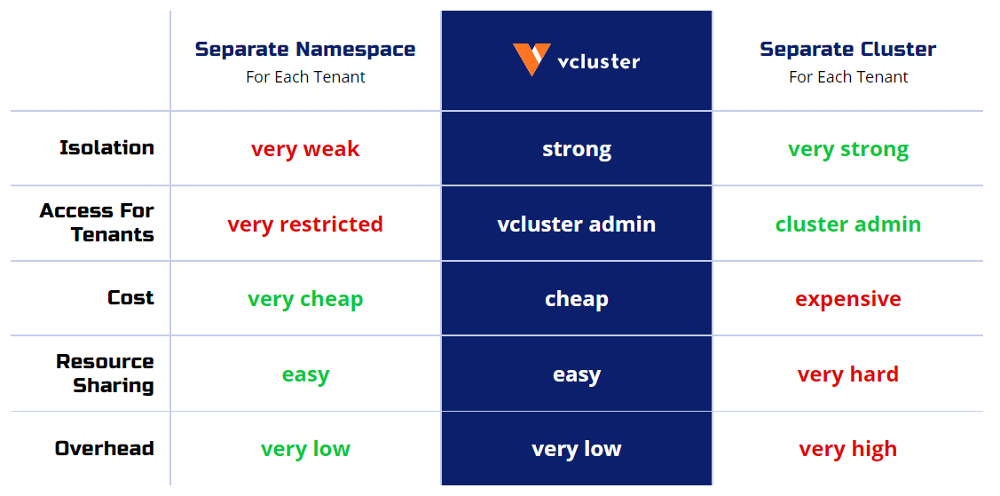 Separate Namespace
For Each Tenant
vcluster
Separate Cluster
For Each Tenant
Isolation
very weak
strong
very strong
Access For
Tenants
very restricted
vcluster admin
cluster admin
Cost
very cheap
cheap
expensive
Resource
Sharing
easy
easy
very hard
Overhead
very low
very low
very high